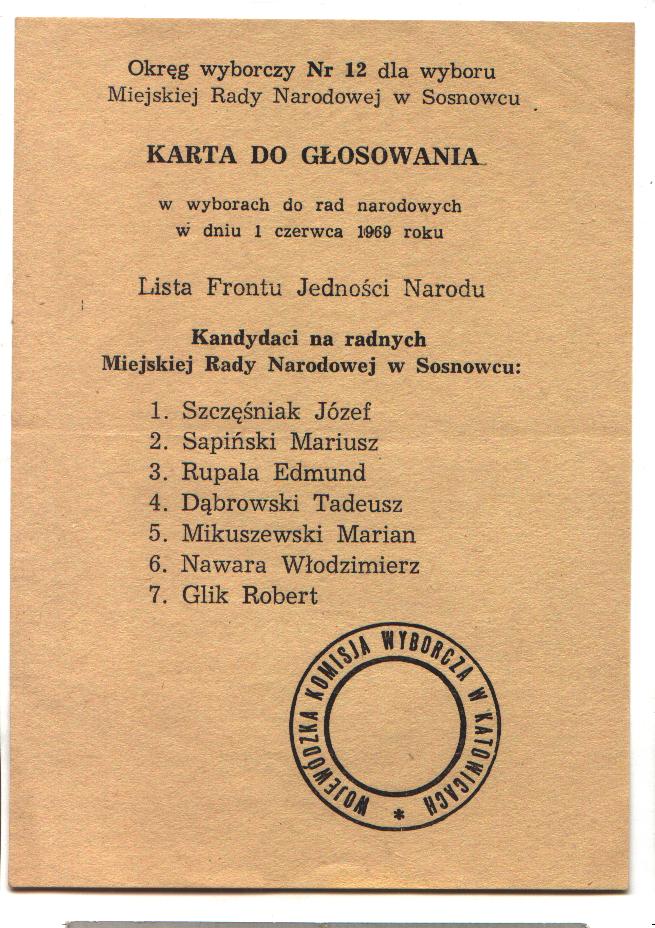 Okręg wyborczy Nr 12 dla wyboru
Miejskiej Rady Narodowej w Sosnowcu
KARTA DO GŁOSOWANIA
w wyborach do rad narodowych
w dniu 1 czerwca 1969 roku
Lista Frontu Jedności Narodu
Kandydaci na radnych
Miejskiej Rady Narodowej w Sosnowcu:
1. Szczęśniak Józef
2. Sapiński Mariusz
3. Rupala Edmund
4. Dąbrowski Tadeusz
5. Mikuszewski Marian
6. Nawara Włodzimierz
7. Glik Robert
WOJEWÓDZKA KOMISJA WYBORCZA W KATOWICACH *